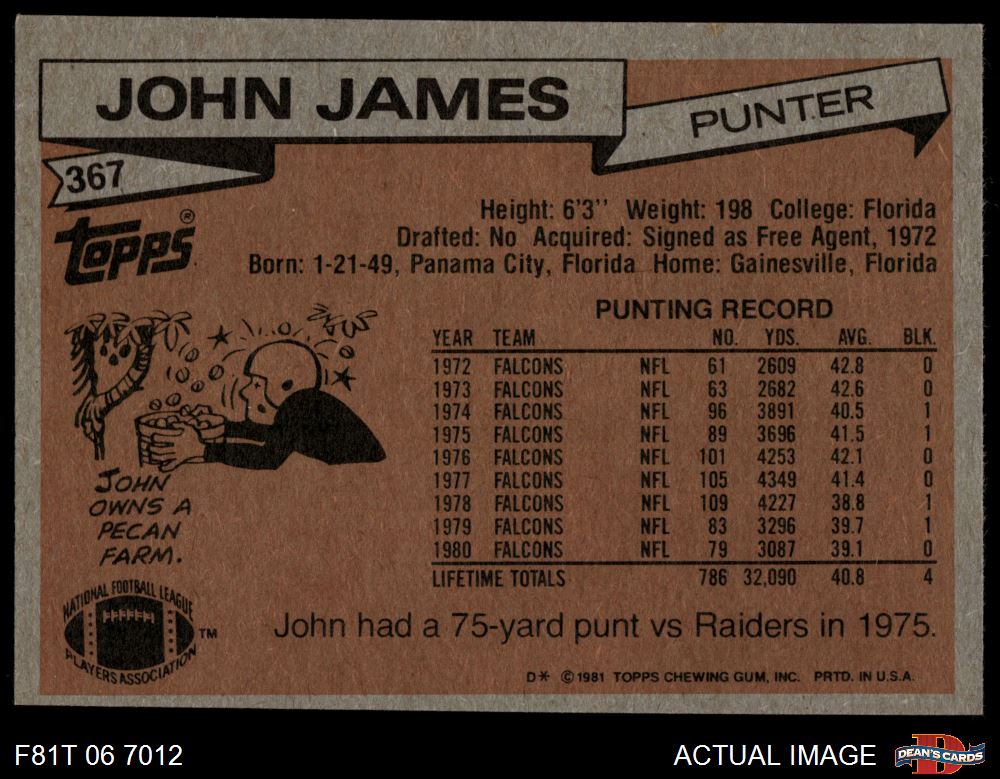 JOHN JAMES
PUNTER
367
topps®
Height: 6'3'' Weight: 198 College: Florida
Drafted: No Acquired: Signed as Free Agent, 1972
Born: 1-21-49, Panama City, Florida Home: Gainesville, Florida
PUNTING RECORD
YEAR TEAM NO. YDS. AVG. BLK.
1972 FALCONS NFL 61 2609 42.8 0
1973 FALCONS NFL 63 2682 42.6 0
1974 FALCONS NFL 96 3891 40.5 1
1975 FALCONS NFL 89 3696 41.5 1
1976 FALCONS NFL 101 4253 42.1 0
1977 FALCONS NFL 105 4349 41.4 0
1978 FALCONS NFL 109 4227 38.8 1
1979 FALCONS NFL 83 3296 39.7 1
1980 FALCONS NFL 79 3087 39.1 0
LIFETIME TOTALS 786 32,090 40.8 4
JOHN
OWNS A
PECAN
FARM.
NATIONAL FOOTBALL LEAGUE
PLAYERS ASSOCIATION
TM
John had a 75-yard punt vs Raiders in 1975.
D* © 1981 TOPPS CHEWING GUM, INC. PRTD. IN U.S.A.
F81T 06 7012
ACTUAL IMAGE
D
DEAN'S CARDS